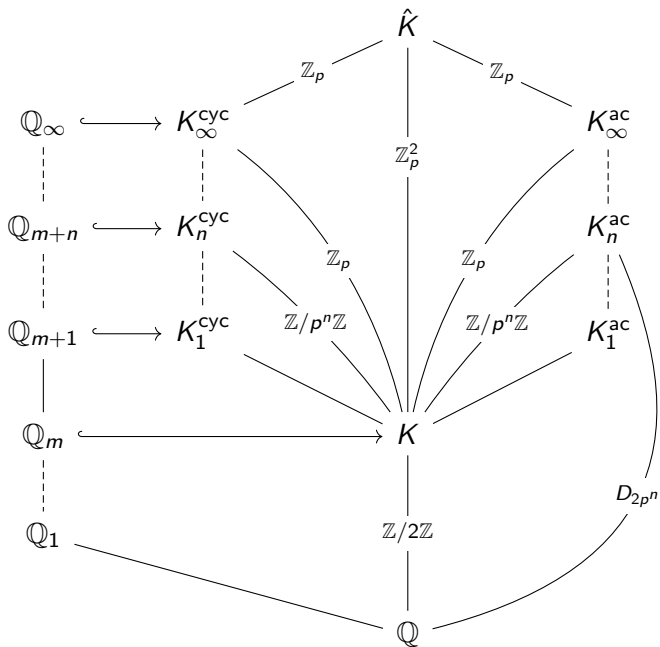 K̂
ℤ_p ℤ_p
ℚ_∞ K_∞^cyc K_∞^ac
ℤ_p^2
ℚ_{m+n} K_n^cyc K_n^ac
ℤ_p ℤ_p
ℤ/p^nℤ ℤ/p^nℤ
ℚ_{m+1} K_1^cyc K_1^ac
ℚ_m K
D_{2p^n}
ℚ_1 ℤ/2ℤ
ℚ